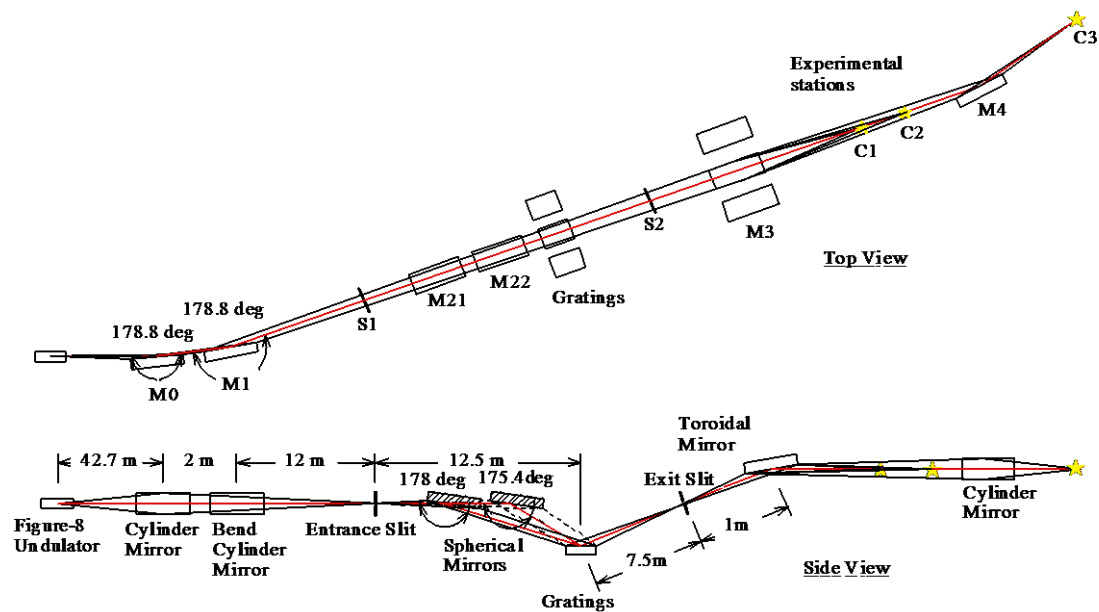 C3
Experimental
stations
M4
C2
C1
S2
M3
Top View
M22
Gratings
M21
178.8 deg
S1
178.8 deg
M0
M1
Toroidal
Mirror
42.7 m
2 m
12 m
12.5 m
178 deg
175.4deg
Exit Slit
Figure-8
Undulator
Cylinder
Mirror
Bend
Cylinder
Mirror
Entrance Slit
Spherical
Mirrors
1m
7.5m
Cylinder
Mirror
Side View
Gratings